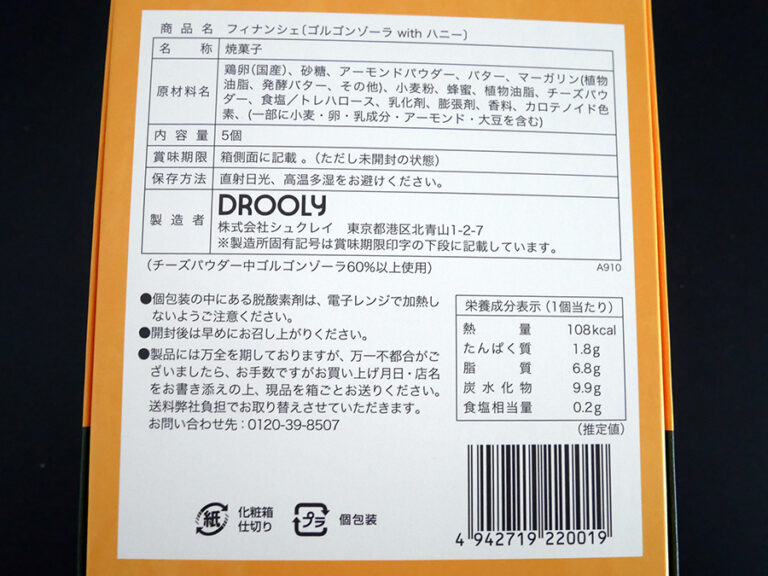 商品名 フィナンシェ〔ゴルゴンゾーラ with ハニー〕
名称 焼菓子
原材料名 鶏卵(国産)、砂糖、アーモンドパウダー、バター、マーガリン(植物
油脂、発酵バター、その他)、小麦粉、蜂蜜、植物油脂、チーズパウ
ダー、食塩／トレハロース、乳化剤、膨張剤、香料、カロテノイド色
素、(一部に小麦・卵・乳成分・アーモンド・大豆を含む)
内容量 5個
賞味期限 箱側面に記載 。(ただし未開封の状態)
保存方法 直射日光、高温多湿をお避けください。
製造者 DROOLY
株式会社シュクレイ 東京都港区北青山1-2-7
※製造所固有記号は賞味期限印字の下段に記載しています。
(チーズパウダー中ゴルゴンゾーラ60%以上使用)
A910
●個包装の中にある脱酸素剤は、電子レンジで加熱し
ないようご注意ください。
●開封後は早めにお召し上がりください。
●製品には万全を期しておりますが、万一不都合がご
ざいましたら、お手数ですがお買い上げ月日・店名
をお書き添えの上、現品を箱ごとお送りください。
送料弊社負担でお取り替えさせていただきます。
お問い合わせ先：0120-39-8507
栄養成分表示（1個当たり）
熱量 108kcal
たんぱく質 1.8g
脂質 6.8g
炭水化物 9.9g
食塩相当量 0.2g
(推定値)
紙 化粧箱
仕切り
プラ 個包装
4 942719 220019